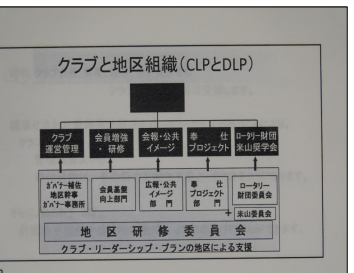 クラブと地区組織(CLPとDLP)
クラブ
運営管理
会員増強
・研修
会報・公共
イメージ
奉 仕
プロジェクト
ロータリー財団
米山奨学会
ガバナー補佐
地区幹事
ガバナー事務所
会員基盤
向上部門
広報・公共
イメージ
部 門
奉 仕
プロジェクト
部 門
ロータリー
財団委員会
+
米山委員会
地 区 研 修 委 員 会
クラブ・リーダーシップ・プランの地区による支援